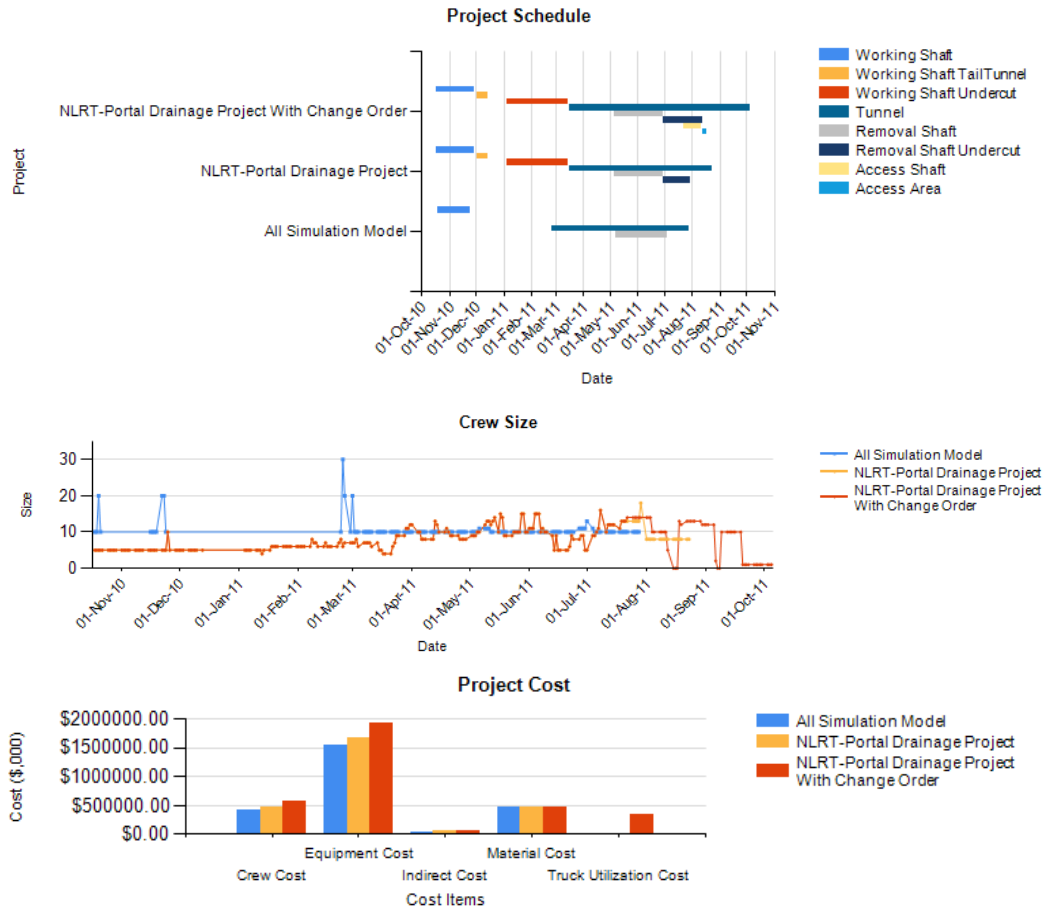 Project Schedule
Project
NLRT-Portal Drainage Project With Change Order
NLRT-Portal Drainage Project
All Simulation Model
01-Oct-10
01-Nov-10
01-Dec-10
01-Jan-11
01-Feb-11
01-Mar-11
01-Apr-11
01-May-11
01-Jun-11
01-Jul-11
01-Aug-11
01-Sep-11
01-Oct-11
01-Nov-11
Date
Working Shaft
Working Shaft TailTunnel
Working Shaft Undercut
Tunnel
Removal Shaft
Removal Shaft Undercut
Access Shaft
Access Area
Crew Size
Size
30
20
10
0
01-Nov-10
01-Dec-10
01-Jan-11
01-Feb-11
01-Mar-11
01-Apr-11
01-May-11
01-Jun-11
01-Jul-11
01-Aug-11
01-Sep-11
01-Oct-11
Date
All Simulation Model
NLRT-Portal Drainage Project
NLRT-Portal Drainage Project
With Change Order
Project Cost
Cost ($,000)
$2000000.00
$1500000.00
$1000000.00
$500000.00
$0.00
Equipment Cost
Material Cost
Crew Cost
Indirect Cost
Truck Utilization Cost
Cost Items
All Simulation Model
NLRT-Portal Drainage Project
NLRT-Portal Drainage Project
With Change Order